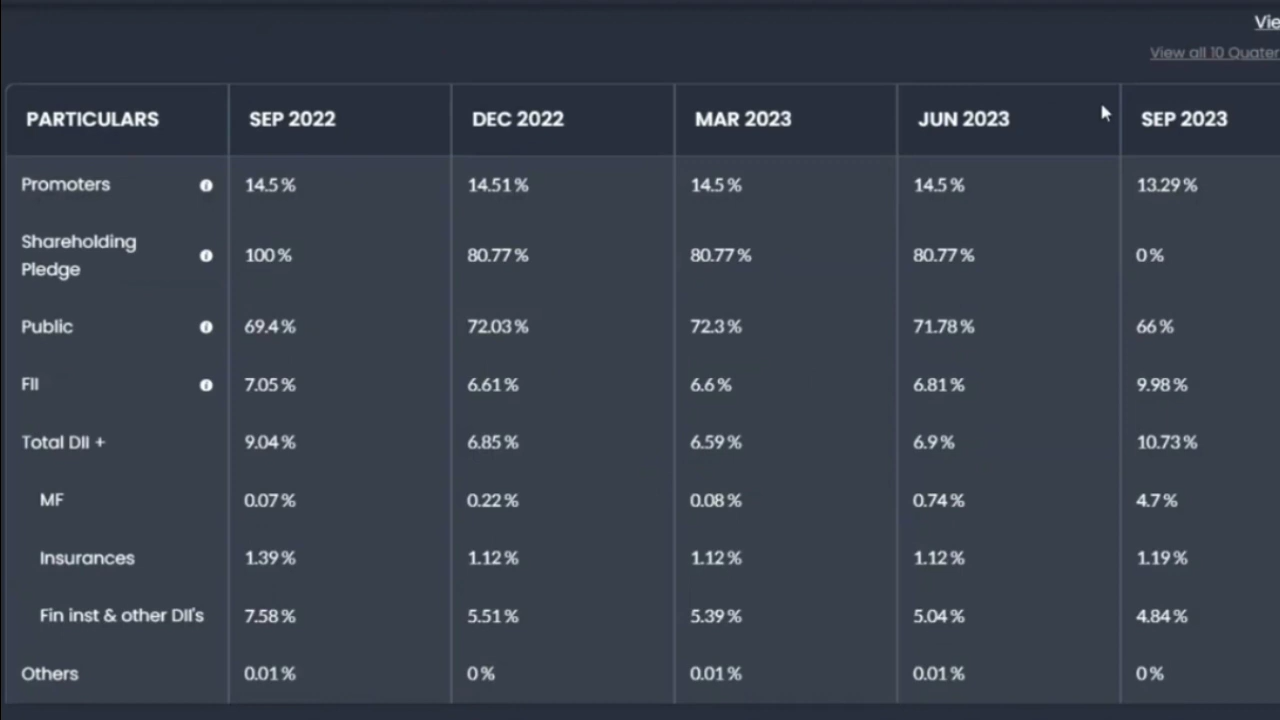 Vie
View all 10 Quater
PARTICULARS SEP 2022 DEC 2022 MAR 2023 JUN 2023 SEP 2023
Promoters 14.5% 14.51% 14.5% 14.5% 13.29%
Shareholding
Pledge 100% 80.77% 80.77% 80.77% 0%
Public 69.4% 72.03% 72.3% 71.78% 66%
FII 7.05% 6.61% 6.6% 6.81% 9.98%
Total DII + 9.04% 6.85% 6.59% 6.9% 10.73%
MF 0.07% 0.22% 0.08% 0.74% 4.7%
Insurances 1.39% 1.12% 1.12% 1.12% 1.19%
Fin inst & other DII's 7.58% 5.51% 5.39% 5.04% 4.84%
Others 0.01% 0% 0.01% 0.01% 0%